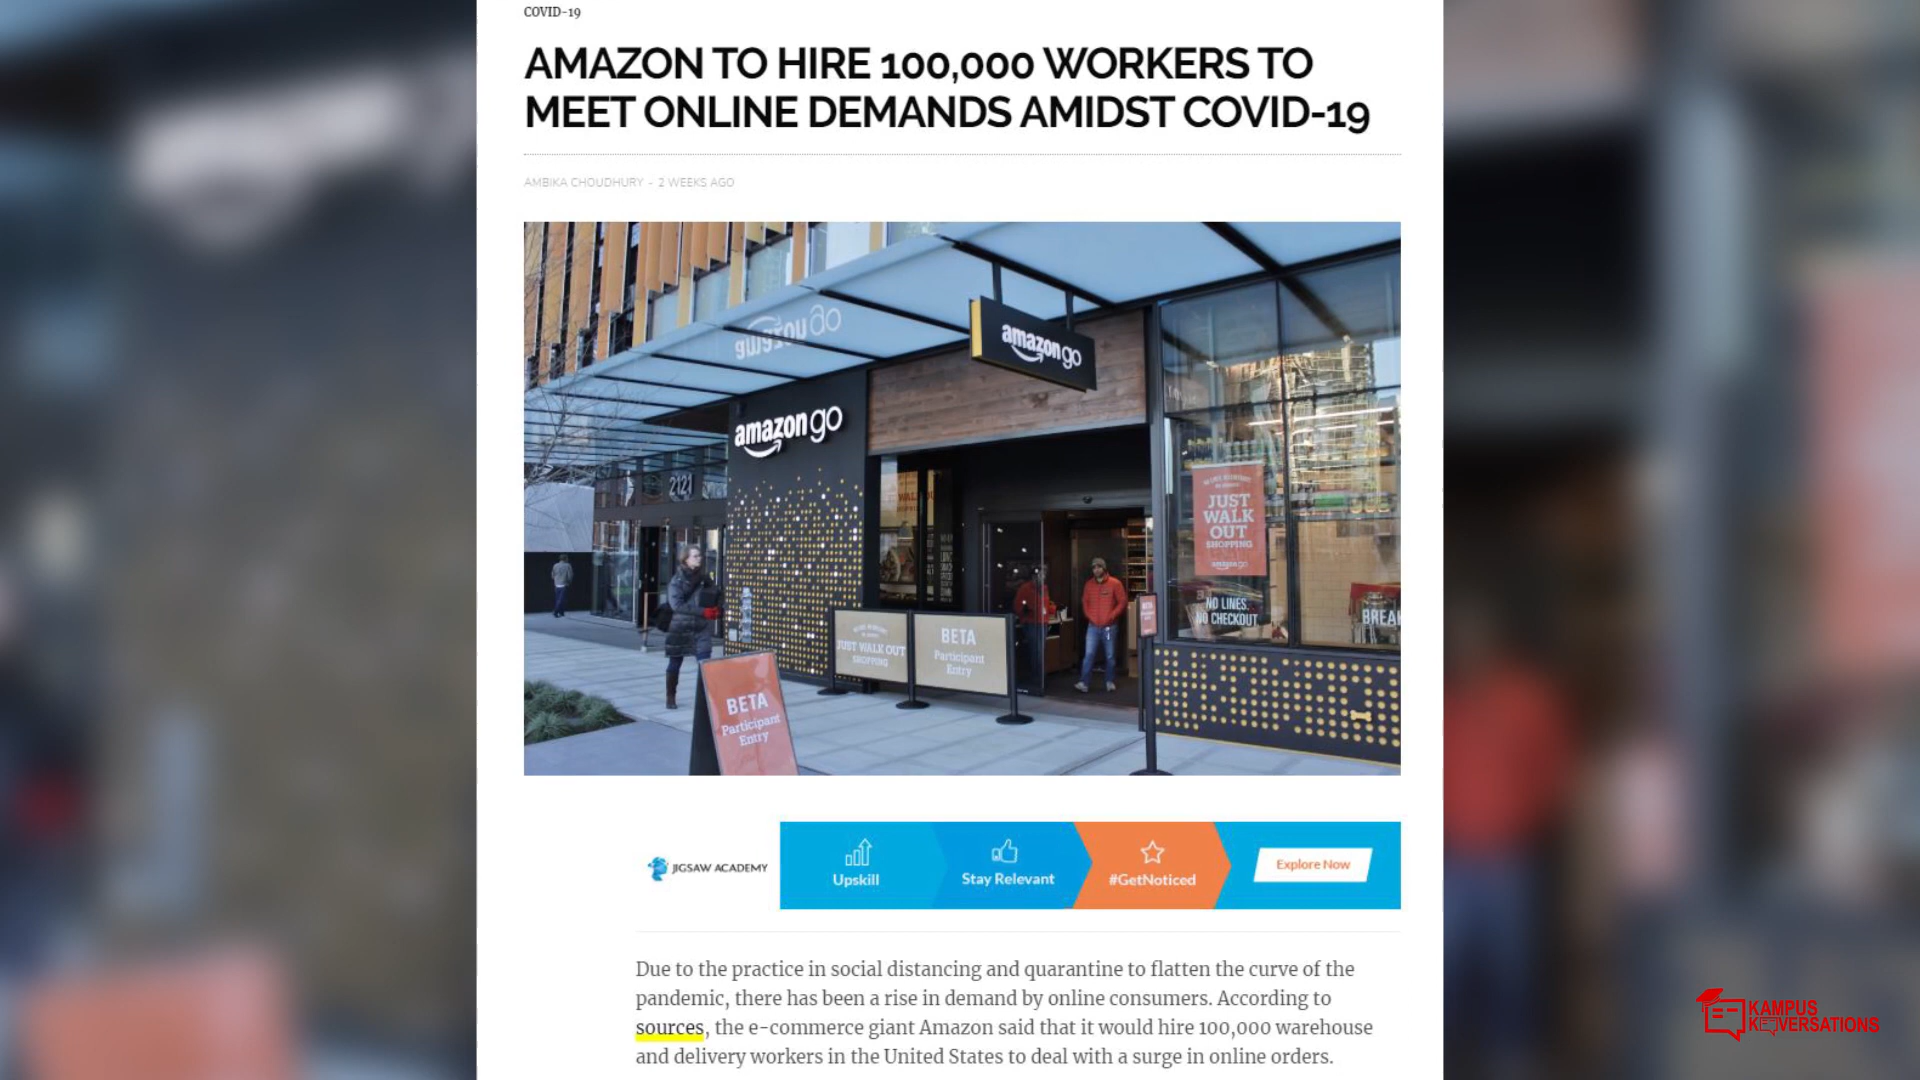 COVID-19
AMAZON TO HIRE 100,000 WORKERS TO
MEET ONLINE DEMANDS AMIDST COVID-19
AMBIKA CHOUDHURY - 2 WEEKS AGO
amazon go
amazon go
amazon go
2121
JUST
WALK
OUT
SHOPPING
amazon go
NO LINES.
NO CHECKOUT
BREA
JUST WALK OUT
SHOPPING
BETA
Participant
Entry
BETA
Participant
Entry
JIGSAW ACADEMY
Upskill
Stay Relevant
#GetNoticed
Explore Now
Due to the practice in social distancing and quarantine to flatten the curve of the
pandemic, there has been a rise in demand by online consumers. According to
sources, the e-commerce giant Amazon said that it would hire 100,000 warehouse
and delivery workers in the United States to deal with a surge in online orders.
KAMPUS
KONVERSATIONS